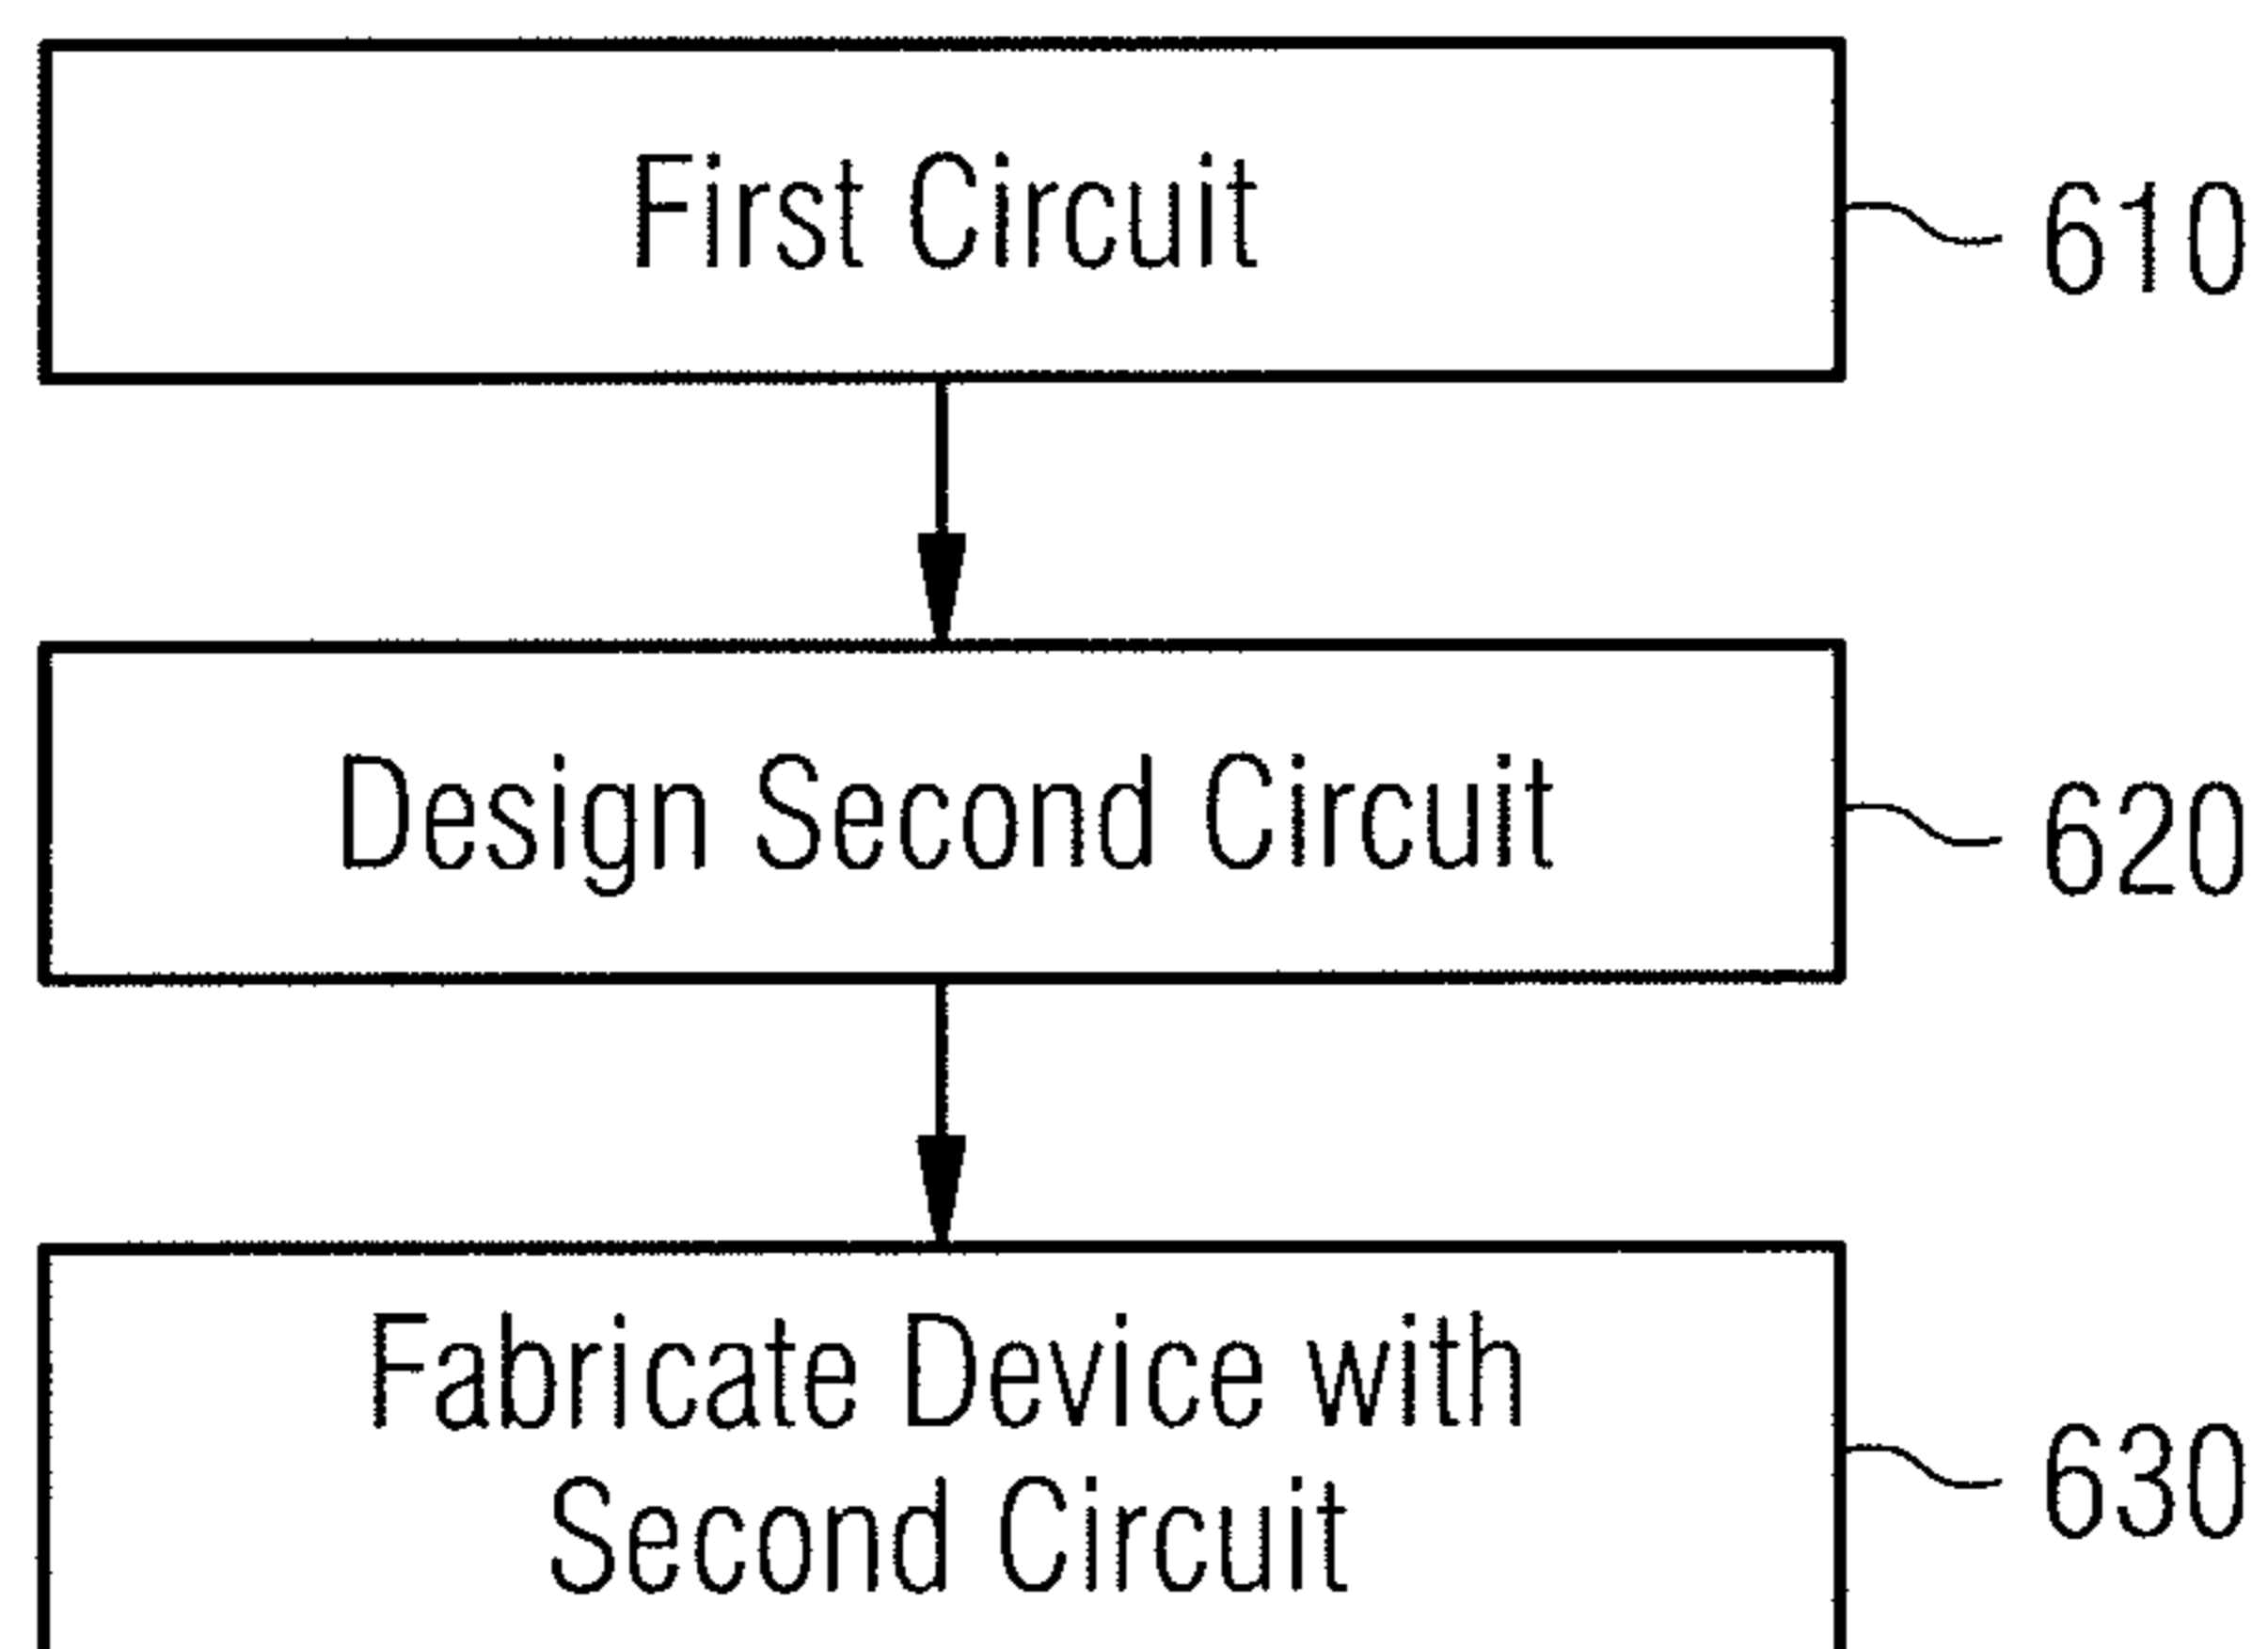 First Circuit
610
Design Second Circuit
620
Fabricate Device with
Second Circuit
630